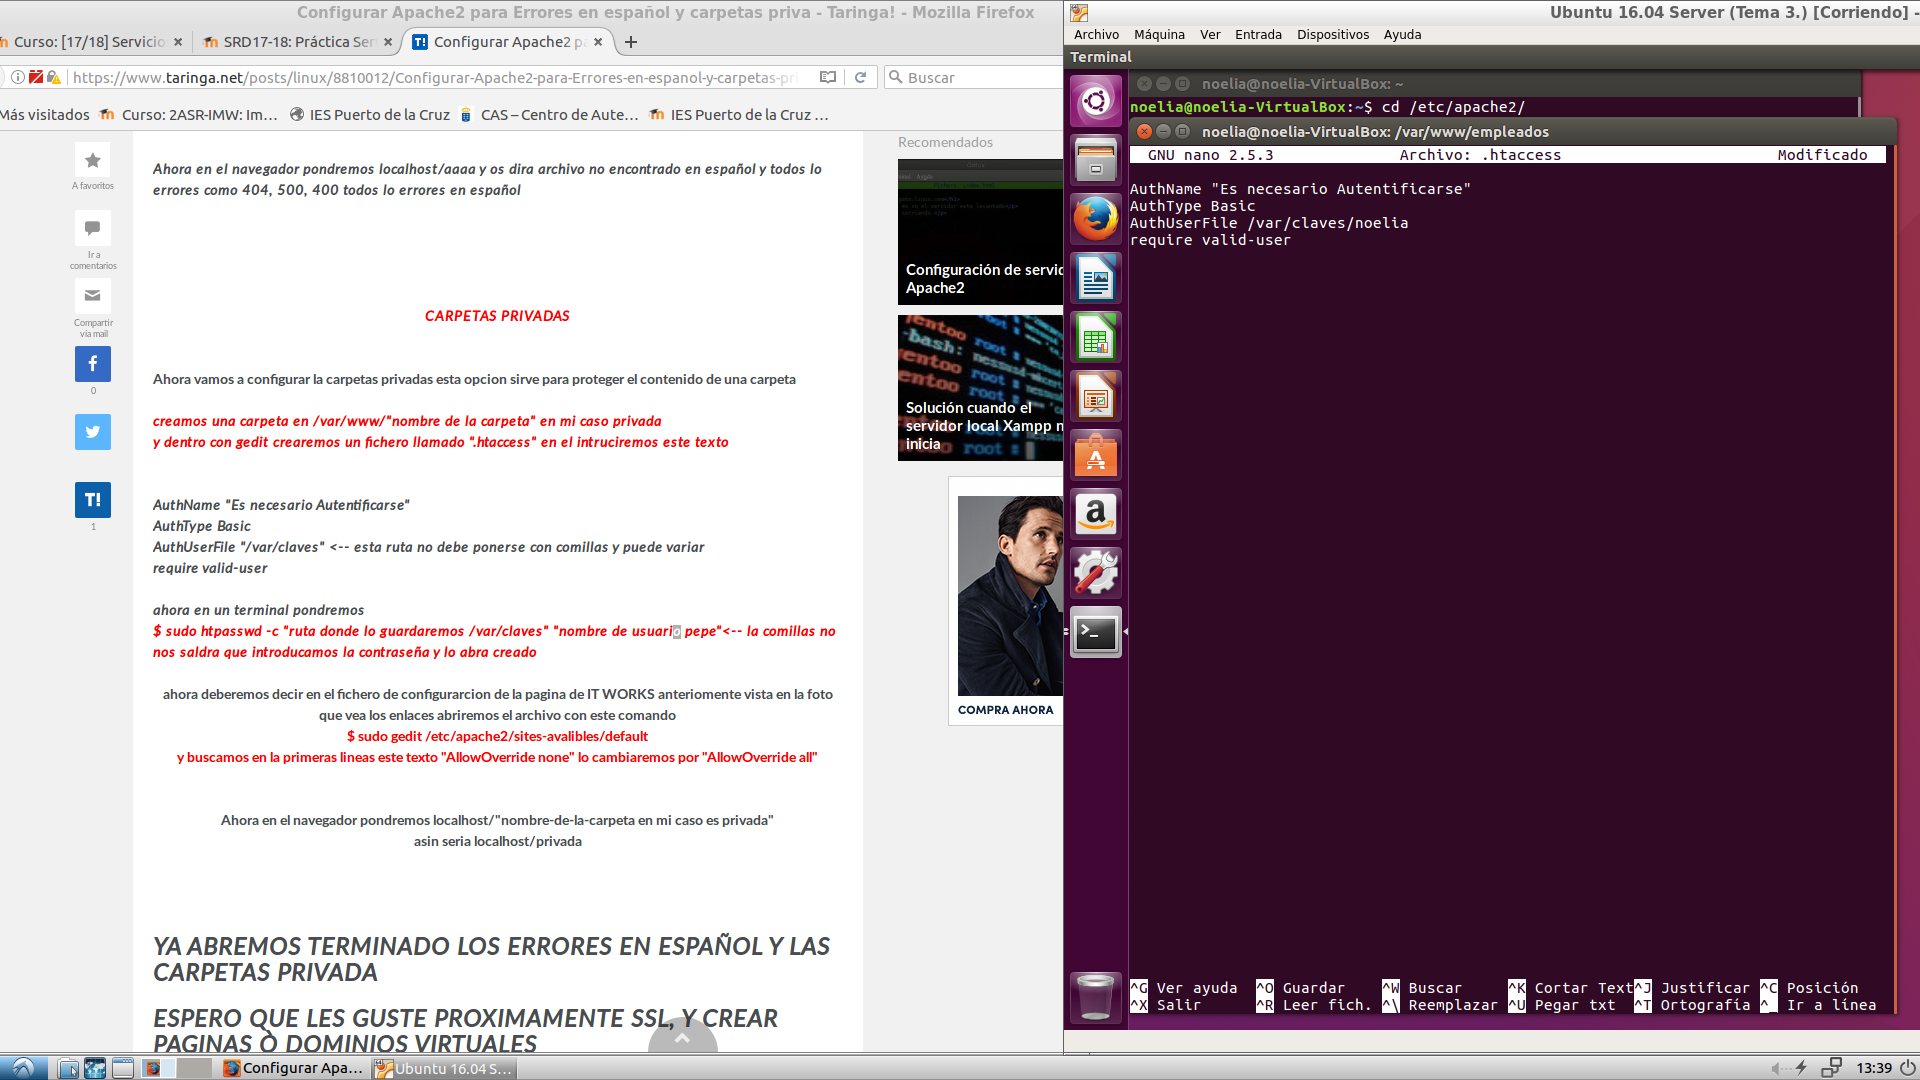 Configurar Apache2 para Errores en español y carpetas priva - Taringa! - Mozilla Firefox
Curso: [17/18] Servicio
SRD17-18: Práctica Ser
T! Configurar Apache2 pa
https://www.taringa.net/posts/linux/8810012/Configurar-Apache2-para-Errores-en-espanol-y-carpetas-pri
Buscar
Más visitados
Curso: 2ASR-IMW: Im...
IES Puerto de la Cruz
CAS – Centro de Aute...
IES Puerto de la Cruz ...
A favoritos
Ir a
comentarios
Compartir
vía mail
0
T!
1
Ahora en el navegador pondremos localhost/aaaa y os dira archivo no encontrado en español y todos lo
errores como 404, 500, 400 todos lo errores en español
CARPETAS PRIVADAS
Ahora vamos a configurar la carpetas privadas esta opcion sirve para proteger el contenido de una carpeta
creamos una carpeta en /var/www/"nombre de la carpeta" en mi caso privada
y dentro con gedit crearemos un fichero llamado ".htaccess" en el intruciremos este texto
AuthName "Es necesario Autentificarse"
AuthType Basic
AuthUserFile "/var/claves" <-- esta ruta no debe ponerse con comillas y puede variar
require valid-user
ahora en un terminal pondremos
$ sudo htpasswd -c "ruta donde lo guardaremos /var/claves" "nombre de usuario pepe"<-- la comillas no
nos saldra que introducamos la contraseña y lo abra creado
ahora deberemos decir en el fichero de configurarcion de la pagina de IT WORKS anteriomente vista en la foto
que vea los enlaces abriremos el archivo con este comando
$ sudo gedit /etc/apache2/sites-avalibles/default
y buscamos en la primeras lineas este texto "AllowOverride none" lo cambiaremos por "AllowOverride all"
Ahora en el navegador pondremos localhost/"nombre-de-la-carpeta en mi caso es privada"
asin seria localhost/privada
YA ABREMOS TERMINADO LOS ERRORES EN ESPAÑOL Y LAS
CARPETAS PRIVADA
ESPERO QUE LES GUSTE PROXIMAMENTE SSL, Y CREAR
PAGINAS O DOMINIOS VIRTUALES
Recomendados
Configuración de servid
Apache2
Solución cuando el
servidor local Xampp n
inicia
COMPRA AHORA
Ubuntu 16.04 Server (Tema 3.) [Corriendo] -
Archivo Máquina Ver Entrada Dispositivos Ayuda
Terminal
noelia@noelia-VirtualBox: ~
noelia@noelia-VirtualBox:~$ cd /etc/apache2/
noelia@noelia-VirtualBox: /var/www/empleados
GNU nano 2.5.3 Archivo: .htaccess Modificado
AuthName "Es necesario Autentificarse"
AuthType Basic
AuthUserFile /var/claves/noelia
require valid-user
^G Ver ayuda ^O Guardar ^W Buscar ^K Cortar Text ^J Justificar ^C Posición
^X Salir ^R Leer fich. ^\ Reemplazar ^U Pegar txt ^T Ortografía ^_ Ir a línea
Configurar Apa...
Ubuntu 16.04 S...
13:39